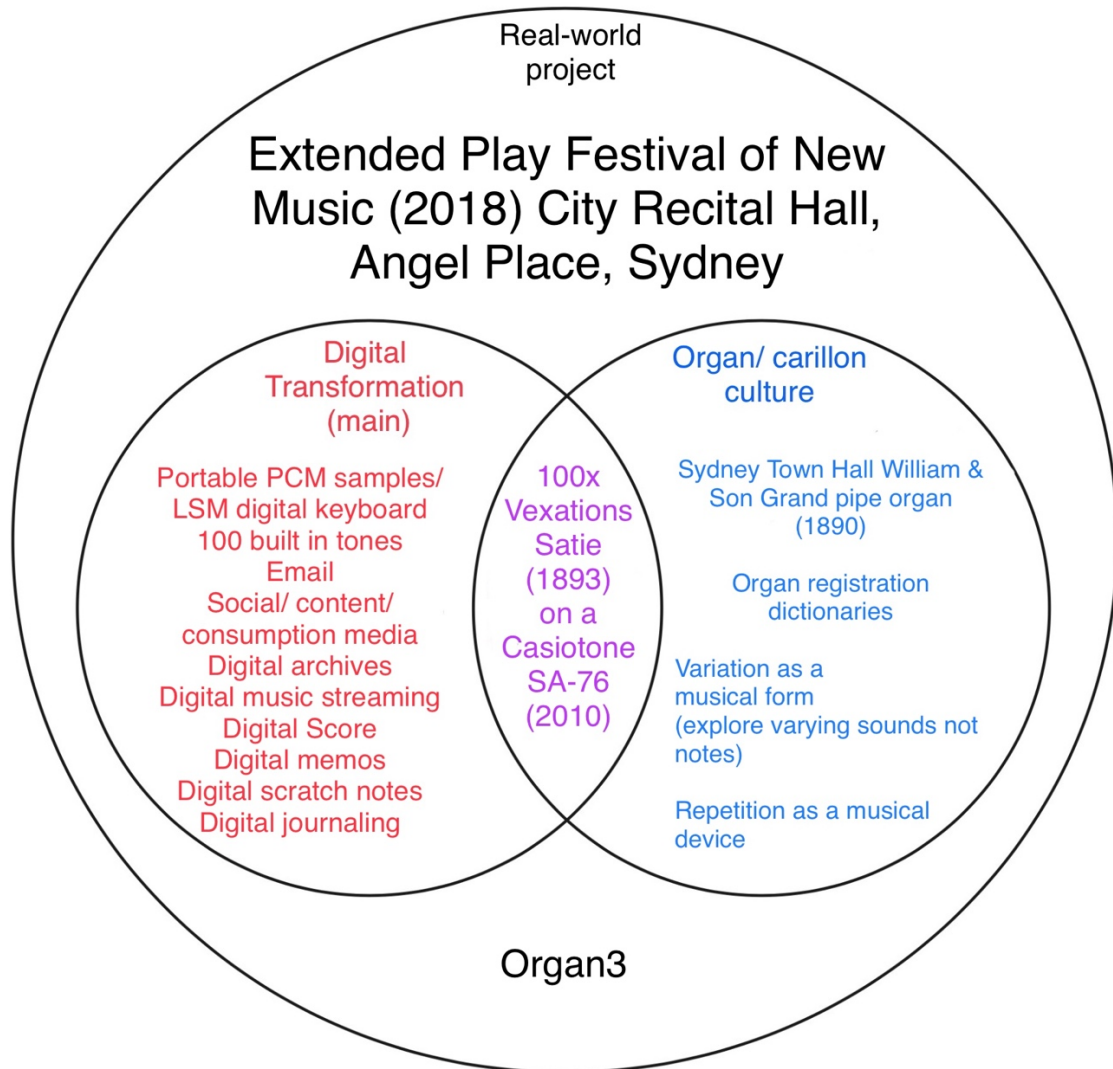 Real-world
project
Extended Play Festival of New
Music (2018) City Recital Hall,
Angel Place, Sydney
Digital
Transformation
(main)
Portable PCM samples/
LSM digital keyboard
100 built in tones
Email
Social/ content/
consumption media
Digital archives
Digital music streaming
Digital Score
Digital memos
Digital scratch notes
Digital journaling
100x
Vexations
Satie
(1893)
on a
Casiotone
SA-76
(2010)
Organ/ carillon
culture
Sydney Town Hall William &
Son Grand pipe organ
(1890)
Organ registration
dictionaries
Variation as a
musical form
(explore varying sounds not
notes)
Repetition as a musical
device
Organ3